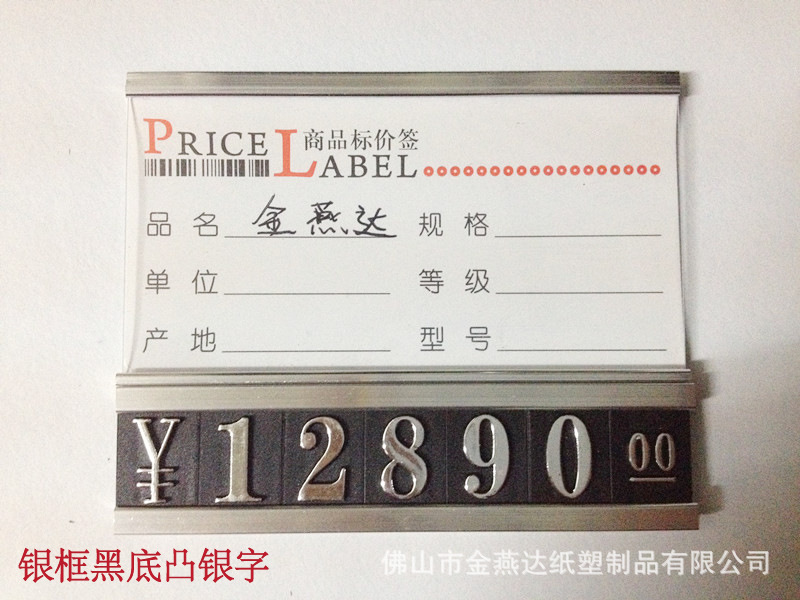 PRICE LABEL 商品标价签
品名 金燕达 规格
单位 等级
产地 型号
¥ 12890 00
银框黑底凸银字
佛山市金燕达纸塑制品有限公司